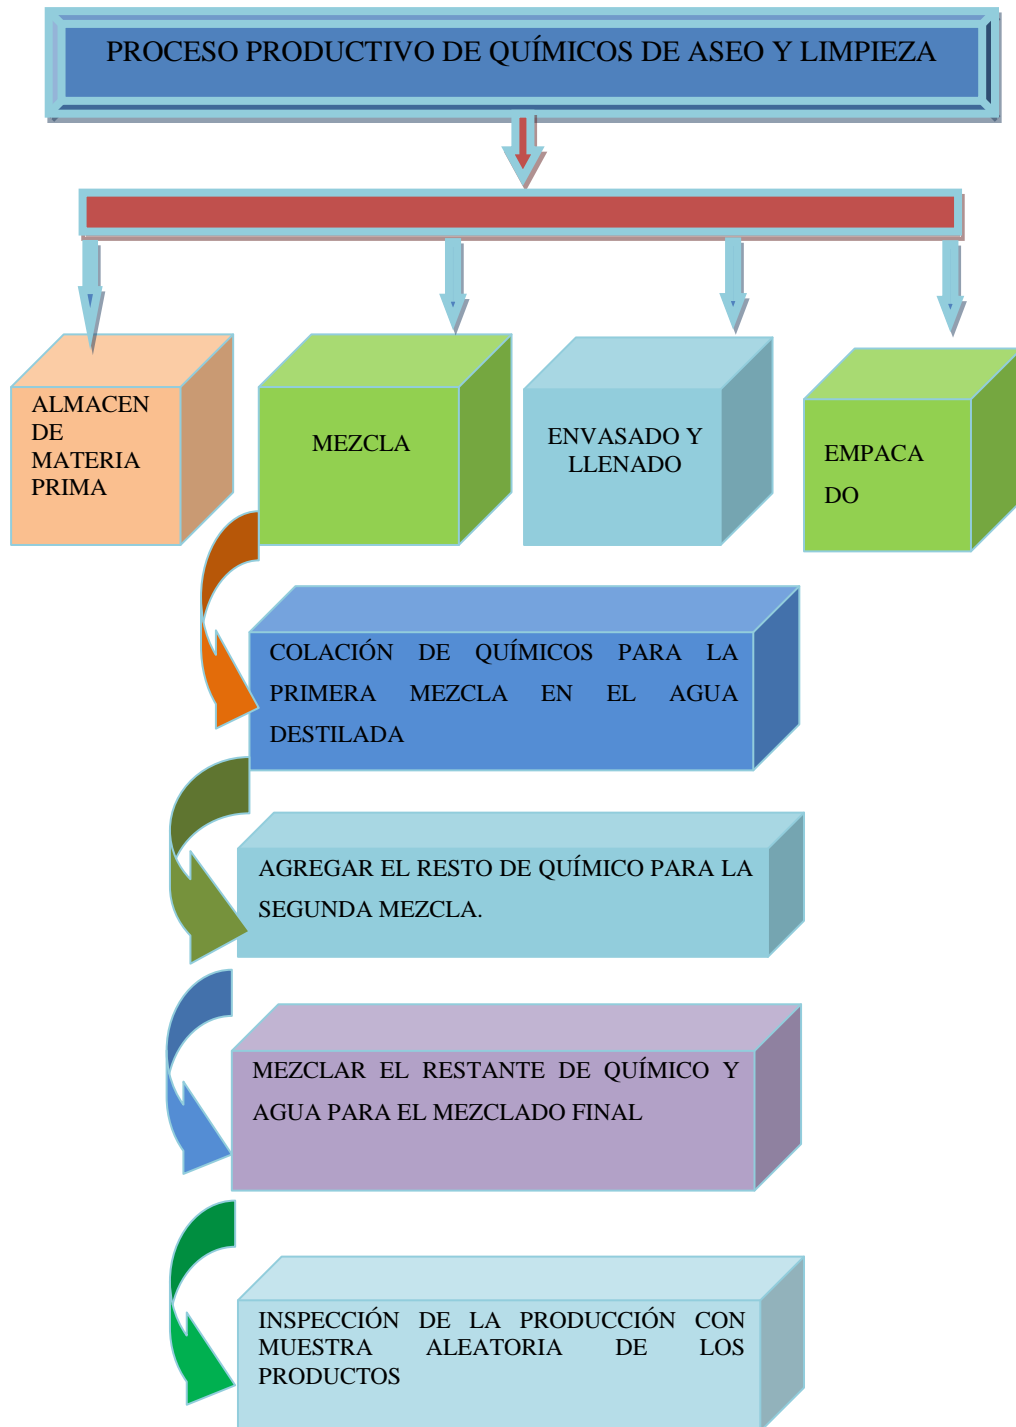 PROCESO PRODUCTIVO DE QUÍMICOS DE ASEO Y LIMPIEZA
ALMACEN
DE
MATERIA
PRIMA
MEZCLA
ENVASADO Y
LLENADO
EMPACA
DO
COLACIÓN DE QUÍMICOS PARA LA
PRIMERA MEZCLA EN EL AGUA
DESTILADA
AGREGAR EL RESTO DE QUÍMICO PARA LA
SEGUNDA MEZCLA.
MEZCLAR EL RESTANTE DE QUÍMICO Y
AGUA PARA EL MEZCLADO FINAL
INSPECCIÓN DE LA PRODUCCIÓN CON
MUESTRA ALEATORIA DE LOS
PRODUCTOS